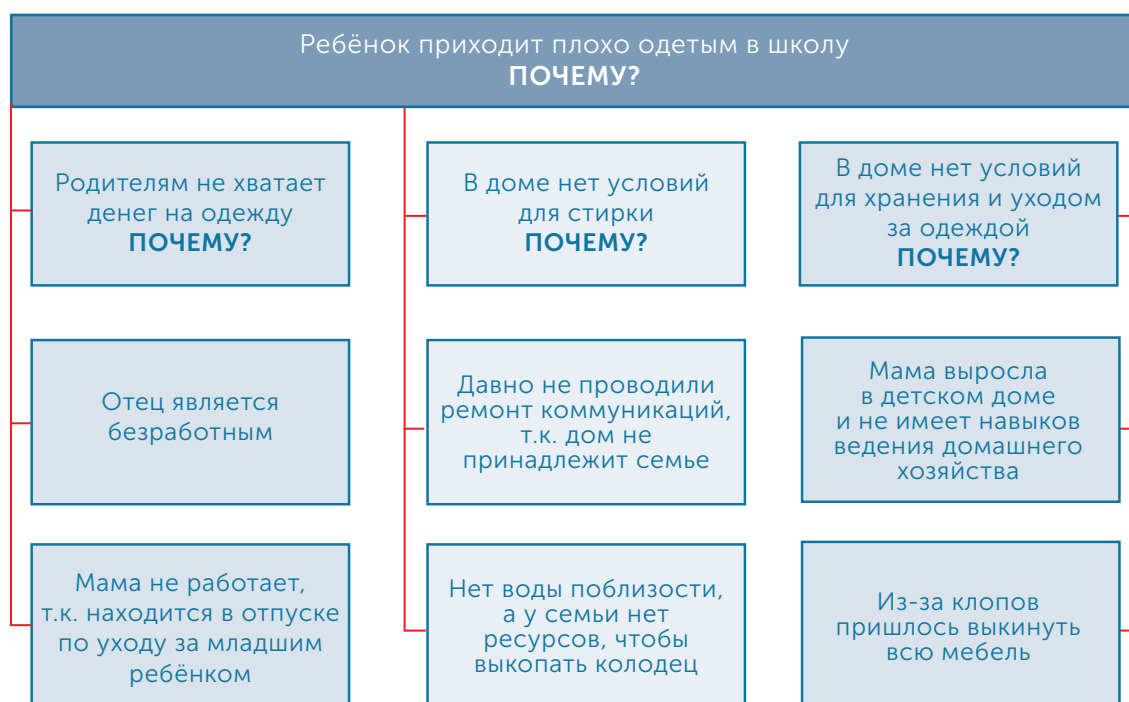 Ребёнок приходит плохо одетым в школу
ПОЧЕМУ?
Родителям не хватает
денег на одежду
ПОЧЕМУ?
В доме нет условий
для стирки
ПОЧЕМУ?
В доме нет условий
для хранения и уходом
за одеждой
ПОЧЕМУ?
Отец является
безработным
Давно не проводили
ремонт коммуникаций,
т.к. дом не
принадлежит семье
Мама выросла
в детском доме
и не имеет навыков
ведения домашнего
хозяйства
Мама не работает,
т.к. находится в отпуске
по уходу за младшим
ребёнком
Нет воды поблизости,
а у семьи нет
ресурсов, чтобы
выкопать колодец
Из-за клопов
пришлось выкинуть
всю мебель